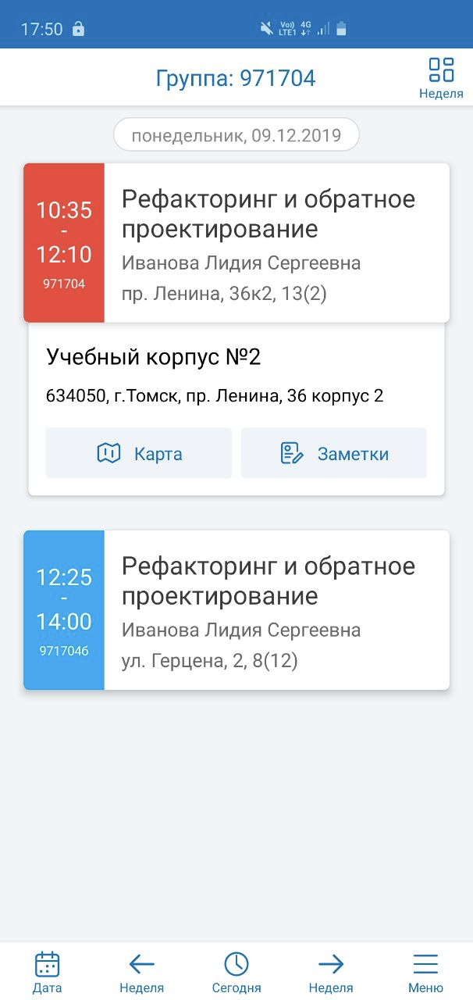 17:50
Vo)) 4G
LTE1
Группа: 971704
Неделя
понедельник, 09.12.2019
10:35
-
12:10
971704
Рефакторинг и обратное
проектирование
Иванова Лидия Сергеевна
пр. Ленина, 36к2, 13(2)
Учебный корпус №2
634050, г.Томск, пр. Ленина, 36 корпус 2
Карта
Заметки
12:25
-
14:00
971704б
Рефакторинг и обратное
проектирование
Иванова Лидия Сергеевна
ул. Герцена, 2, 8(12)
Дата
Неделя
Сегодня
Неделя
Меню